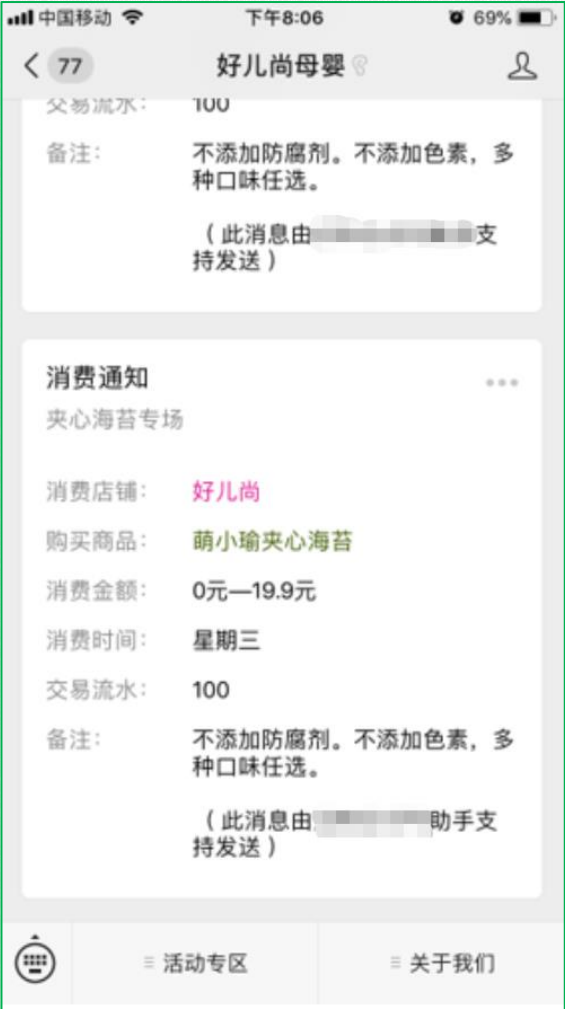 中国移动 下午8:06 69%
77 好儿尚母婴
交易流水： 100
备注： 不添加防腐剂。不添加色素，多
种口味任选。
（此消息由 支
持发送）
消费通知
夹心海苔专场
消费店铺： 好儿尚
购买商品： 萌小瑜夹心海苔
消费金额： 0元—19.9元
消费时间： 星期三
交易流水： 100
备注： 不添加防腐剂。不添加色素，多
种口味任选。
（此消息由 助手支
持发送）
活动专区 关于我们